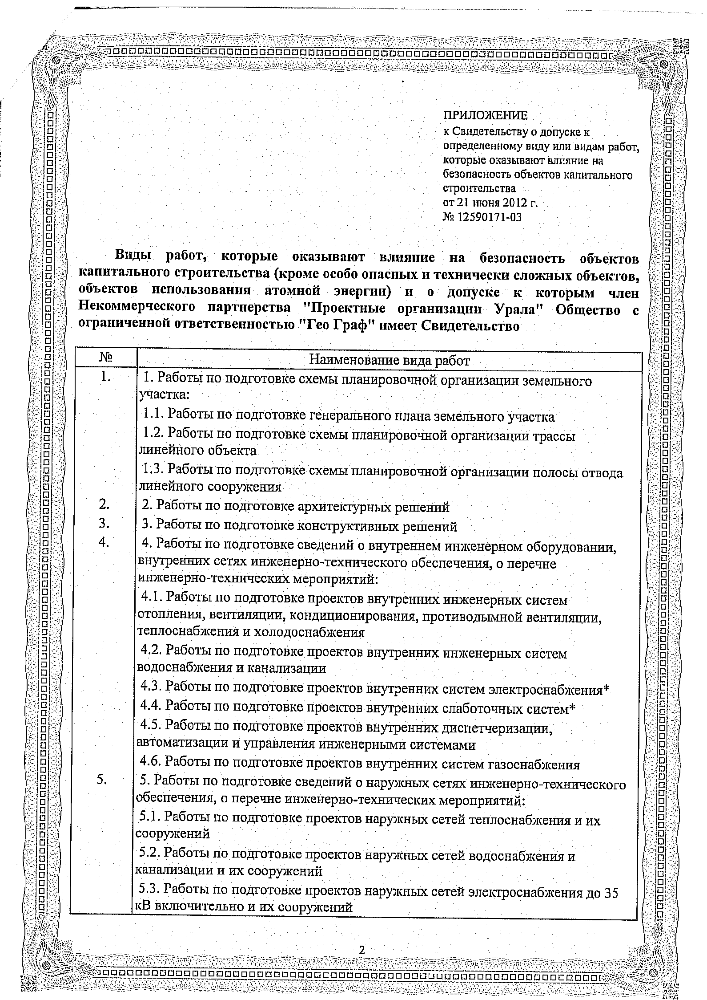 ПРИЛОЖЕНИЕ
к Свидетельству о допуске к
определенному виду или видам работ,
которые оказывают влияние на
безопасность объектов капитального
строительства
от 21 июня 2012 г.
№ 12590171-03
Виды работ, которые оказывают влияние на безопасность объектов
капитального строительства (кроме особо опасных и технически сложных объектов,
объектов использования атомной энергии) и о допуске к которым член
Некоммерческого партнерства "Проектные организации Урала" Общество с
ограниченной ответственностью "Гео Граф" имеет Свидетельство
№ Наименование вида работ
1. 1. Работы по подготовке схемы планировочной организации земельного
участка:
1.1. Работы по подготовке генерального плана земельного участка
1.2. Работы по подготовке схемы планировочной организации трассы
линейного объекта
1.3. Работы по подготовке схемы планировочной организации полосы отвода
линейного сооружения
2. 2. Работы по подготовке архитектурных решений
3. 3. Работы по подготовке конструктивных решений
4. 4. Работы по подготовке сведений о внутреннем инженерном оборудовании,
внутренних сетях инженерно-технического обеспечения, о перечне
инженерно-технических мероприятий:
4.1. Работы по подготовке проектов внутренних инженерных систем
отопления, вентиляции, кондиционирования, противодымной вентиляции,
теплоснабжения и холодоснабжения
4.2. Работы по подготовке проектов внутренних инженерных систем
водоснабжения и канализации
4.3. Работы по подготовке проектов внутренних систем электроснабжения*
4.4. Работы по подготовке проектов внутренних слаботочных систем*
4.5. Работы по подготовке проектов внутренних диспетчеризации,
автоматизации и управления инженерными системами
4.6. Работы по подготовке проектов внутренних систем газоснабжения
5. 5. Работы по подготовке сведений о наружных сетях инженерно-технического
обеспечения, о перечне инженерно-технических мероприятий:
5.1. Работы по подготовке проектов наружных сетей теплоснабжения и их
сооружений
5.2. Работы по подготовке проектов наружных сетей водоснабжения и
канализации и их сооружений
5.3. Работы по подготовке проектов наружных сетей электроснабжения до 35
кВ включительно и их сооружений
2